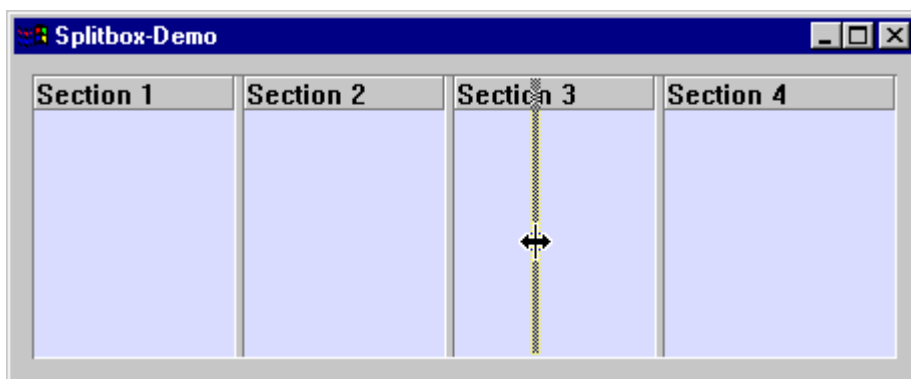 Splitbox-Demo
Section 1
Section 2
Section 3
Section 4